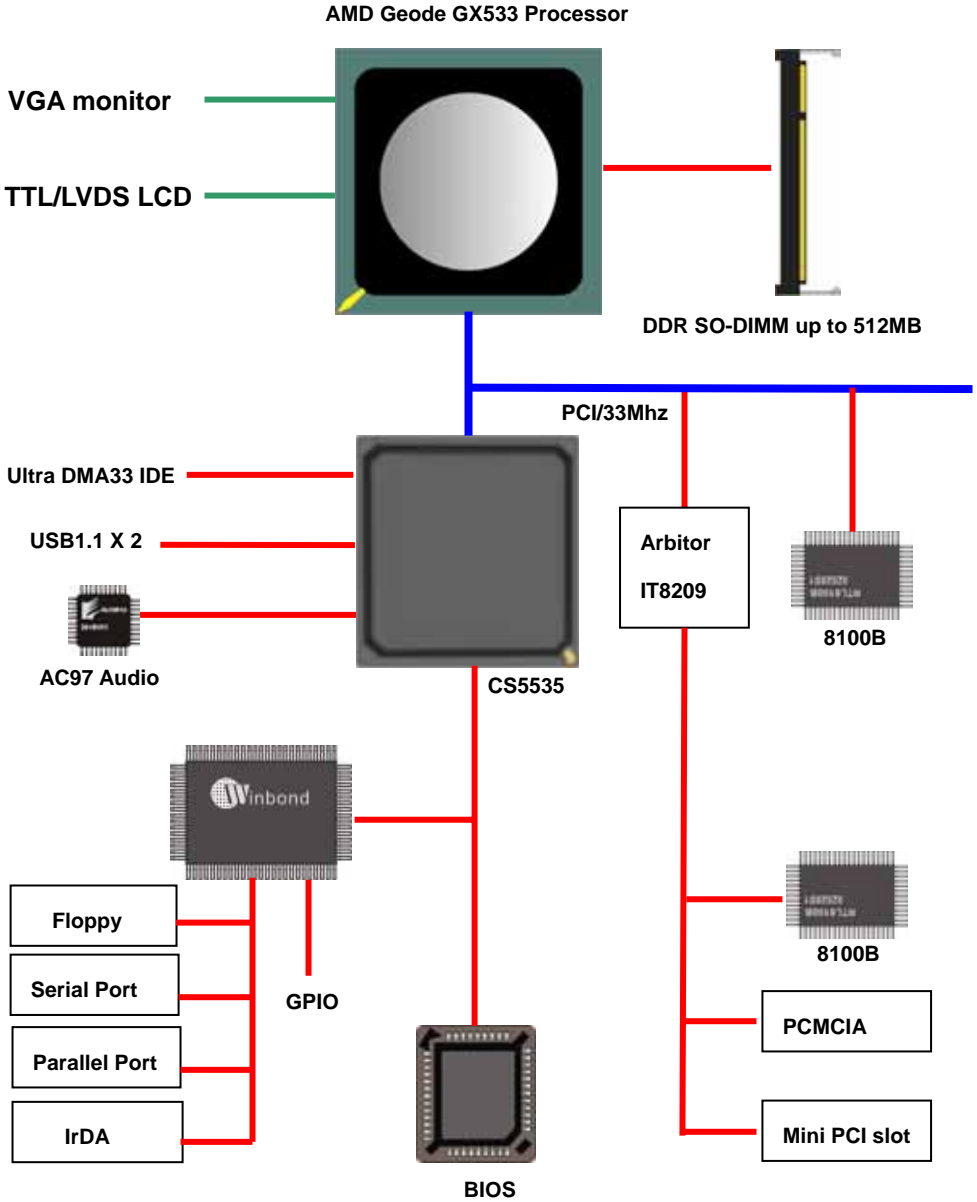 AMD Geode GX533 Processor
VGA monitor
TTL/LVDS LCD
DDR SO-DIMM up to 512MB
PCI/33Mhz
Ultra DMA33 IDE
USB1.1 X 2
Arbitor
IT8209
8100B
AC97 Audio
CS5535
Winbond
Floppy
Serial Port
GPIO
Parallel Port
IrDA
8100B
PCMCIA
Mini PCI slot
BIOS